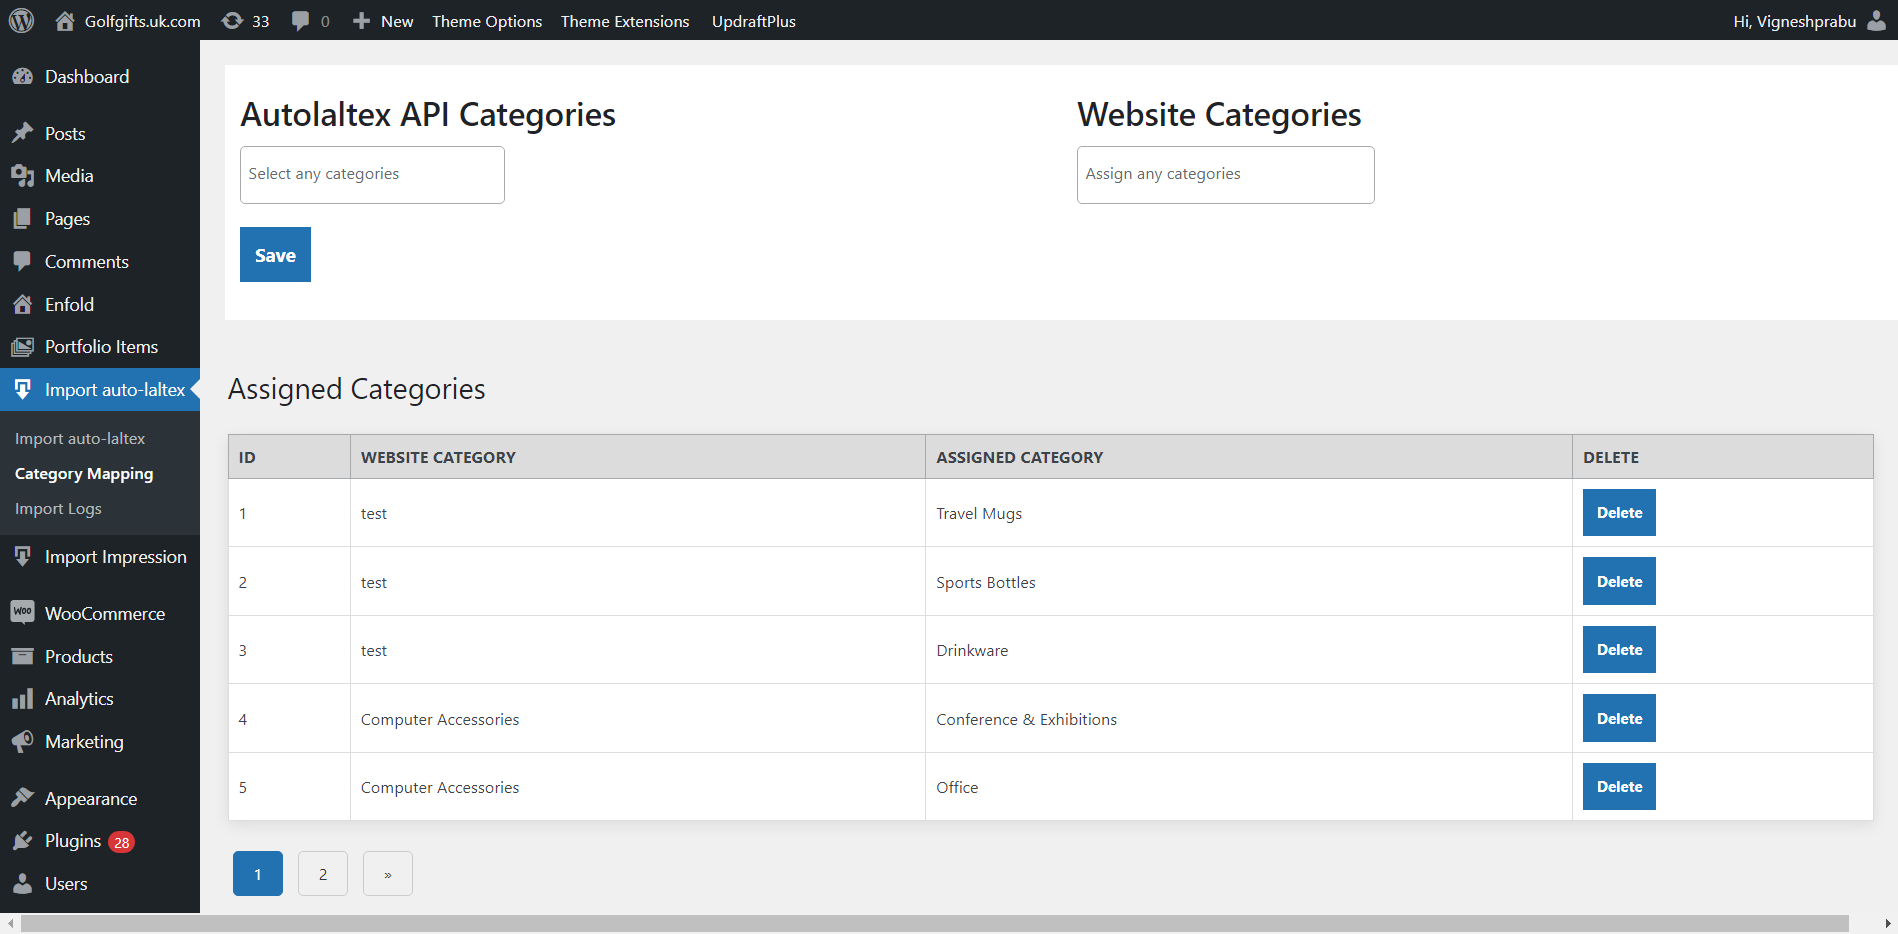 Golfgifts.uk.com 33 0 New Theme Options Theme Extensions UpdraftPlus Hi, Vigneshprabu
Dashboard
Posts
Media
Pages
Comments
Enfold
Portfolio Items
Import auto-laltex
Import auto-laltex
Category Mapping
Import Logs
Import Impression
Woo WooCommerce
Products
Analytics
Marketing
Appearance
Plugins 28
Users
Autolaltex API Categories
Select any categories
Save
Website Categories
Assign any categories
Assigned Categories
ID WEBSITE CATEGORY ASSIGNED CATEGORY DELETE
1 test Travel Mugs Delete
2 test Sports Bottles Delete
3 test Drinkware Delete
4 Computer Accessories Conference & Exhibitions Delete
5 Computer Accessories Office Delete
1 2 »